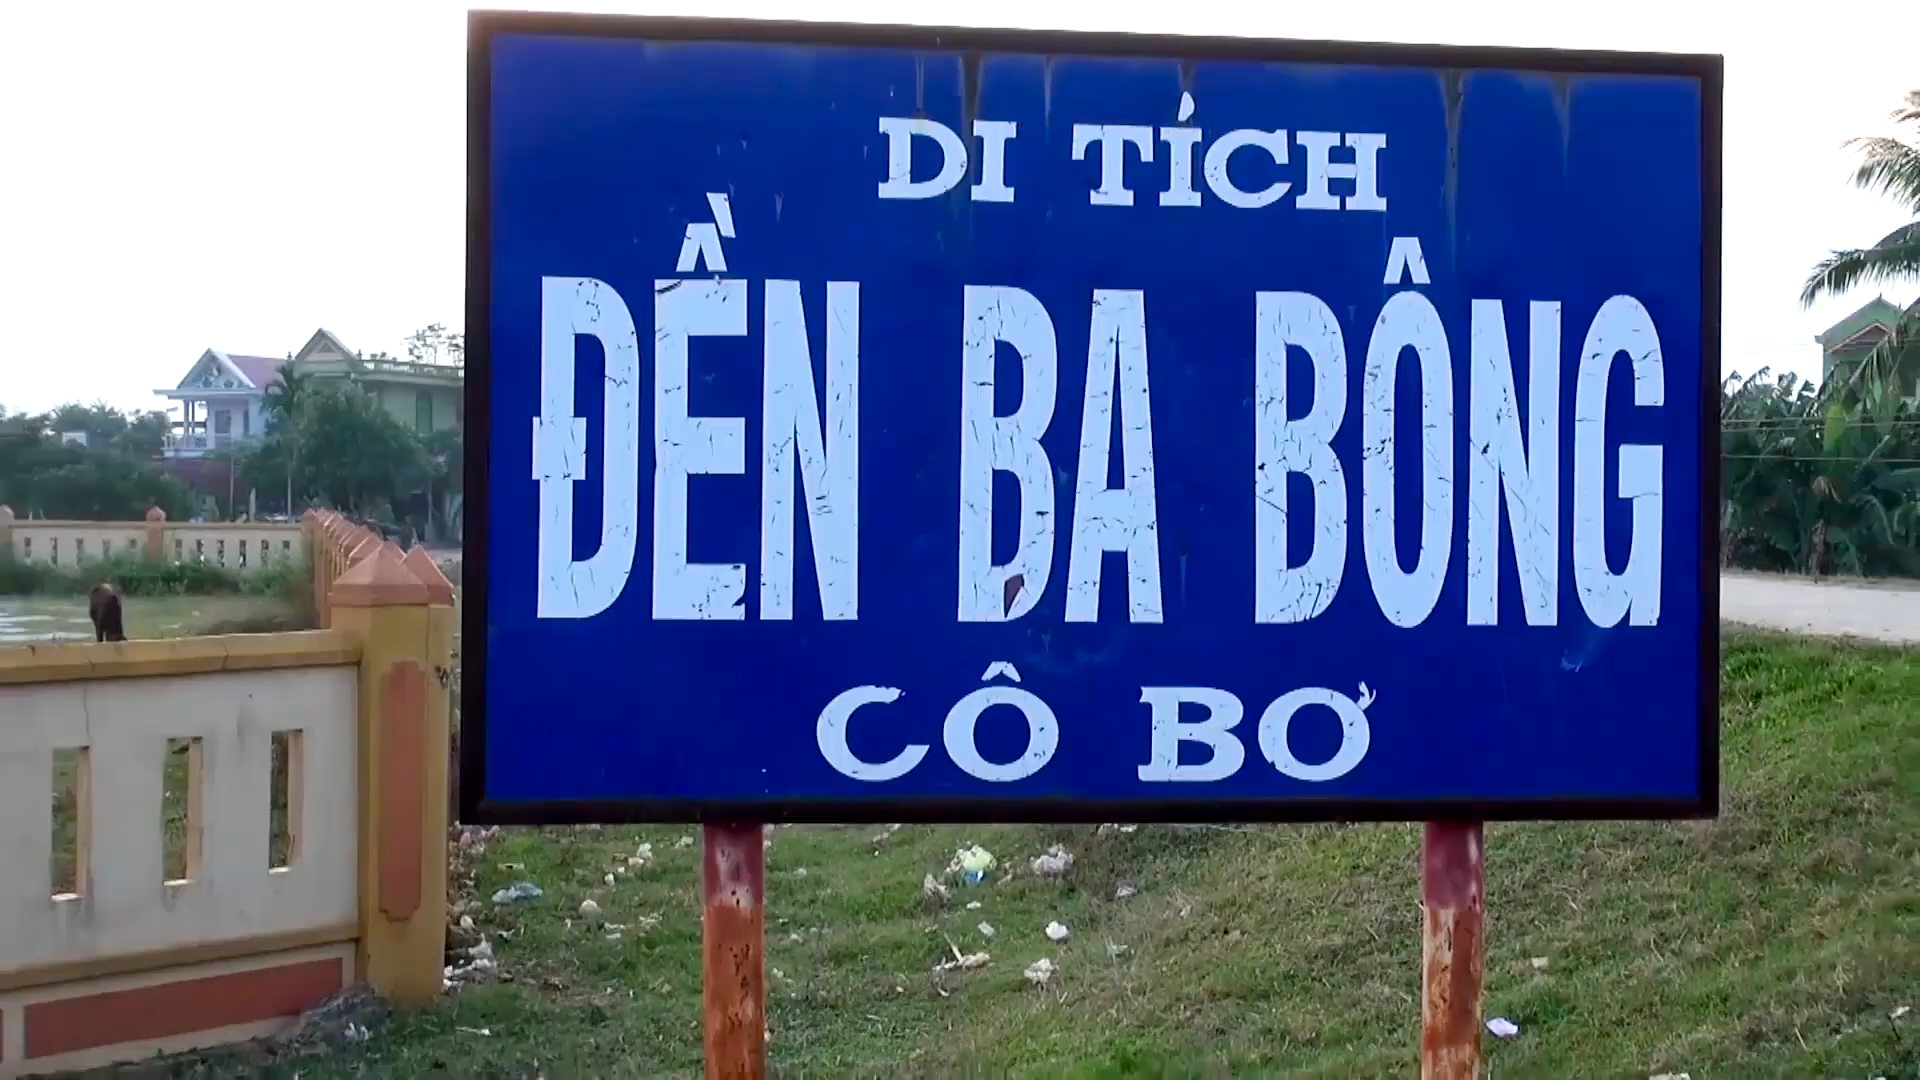 DI TÍCH
ĐỀN BA BÔNG
CÔ BƠ